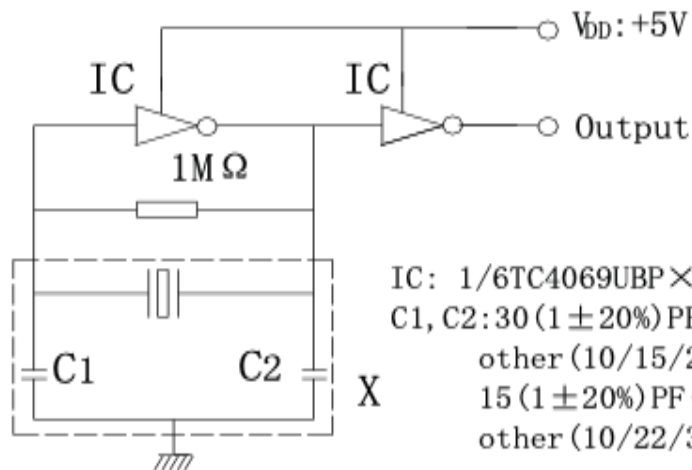 VDD:+5V
IC
IC
Output
1MΩ
IC: 1/6TC4069UBP×
C1,C2:30(1±20%)PF
other(10/15/2
15(1±20%)PF
other(10/22/3
C1
C2
X